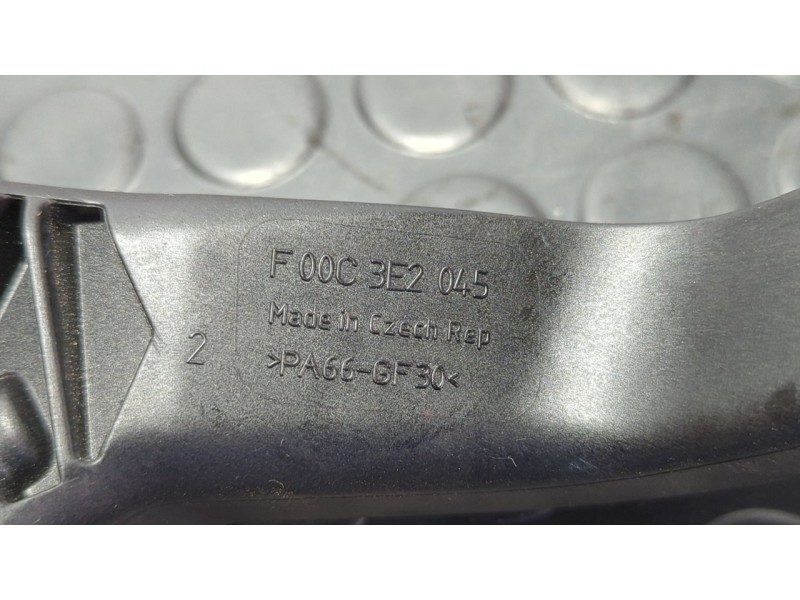 F 00C 3E2 045
Made in Czech Rep
2
>PA66-GF30<